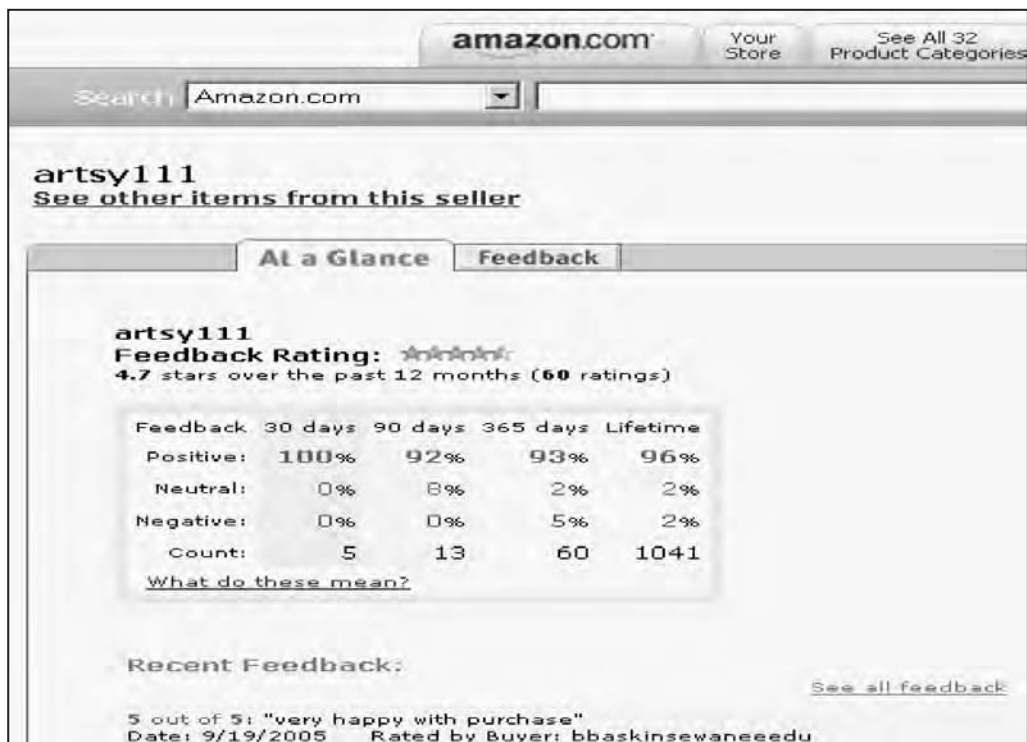 amazon.com Your Store See All 32 Product Categories
Search Amazon.com
artsy111
See other items from this seller
At a Glance Feedback
artsy111
Feedback Rating:
4.7 stars over the past 12 months (60 ratings)
Feedback 30 days 90 days 365 days Lifetime
Positive: 100% 92% 93% 96%
Neutral: 0% 8% 2% 2%
Negative: 0% 0% 5% 2%
Count: 5 13 60 1041
What do these mean?
Recent Feedback:
See all feedback
5 out of 5: "very happy with purchase"
Date: 9/19/2005 Rated by Buyer: bbaskinsewaneeedu